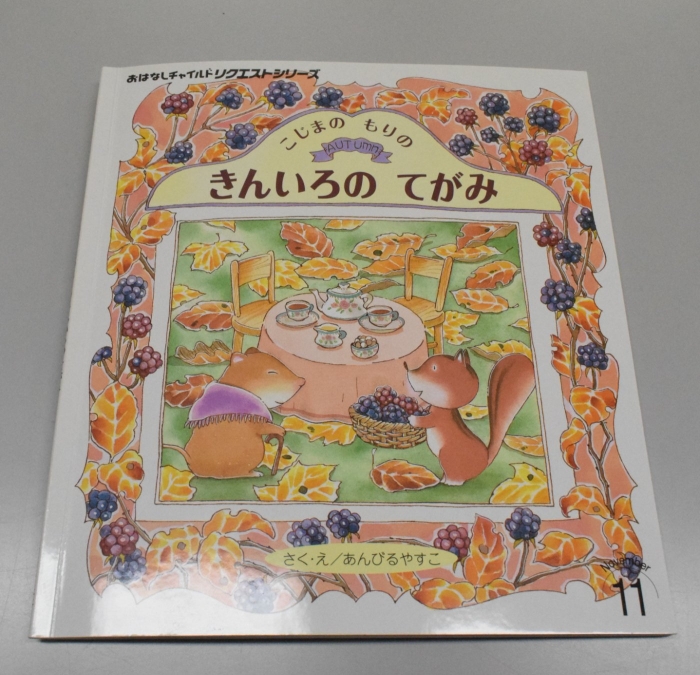 おはなしチャイルドリクエストシリーズ
こじまの もりの
AUTUMN
きんいろの てがみ
さく・え/あんびるやすこ
November
11